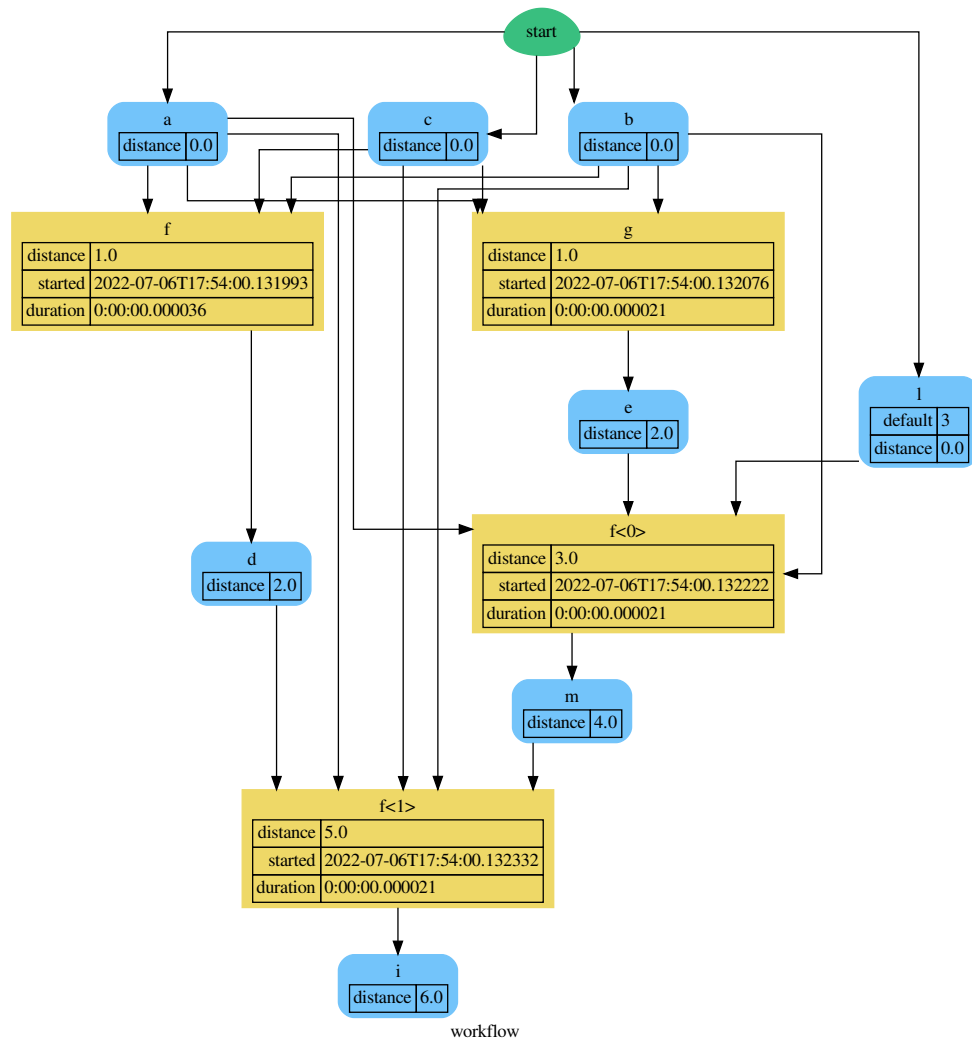 start
a
distance 0.0
c
distance 0.0
b
distance 0.0
f
distance 1.0
started 2022-07-06T17:54:00.131993
duration 0:00:00.000036
g
distance 1.0
started 2022-07-06T17:54:00.132076
duration 0:00:00.000021
l
default 3
distance 0.0
e
distance 2.0
f<0>
distance 3.0
started 2022-07-06T17:54:00.132222
duration 0:00:00.000021
d
distance 2.0
m
distance 4.0
f<1>
distance 5.0
started 2022-07-06T17:54:00.132332
duration 0:00:00.000021
i
distance 6.0
workflow